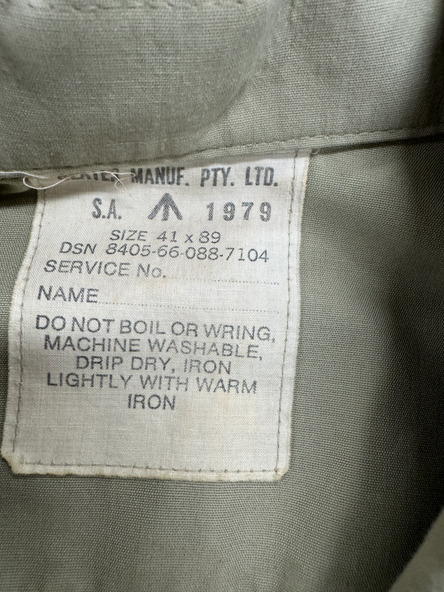 MANUF. PTY. LTD.
S.A. 1979
SIZE 41 x 89
DSN 8405-66-088-7104
SERVICE No.
NAME
DO NOT BOIL OR WRING,
MACHINE WASHABLE,
DRIP DRY, IRON
LIGHTLY WITH WARM
IRON